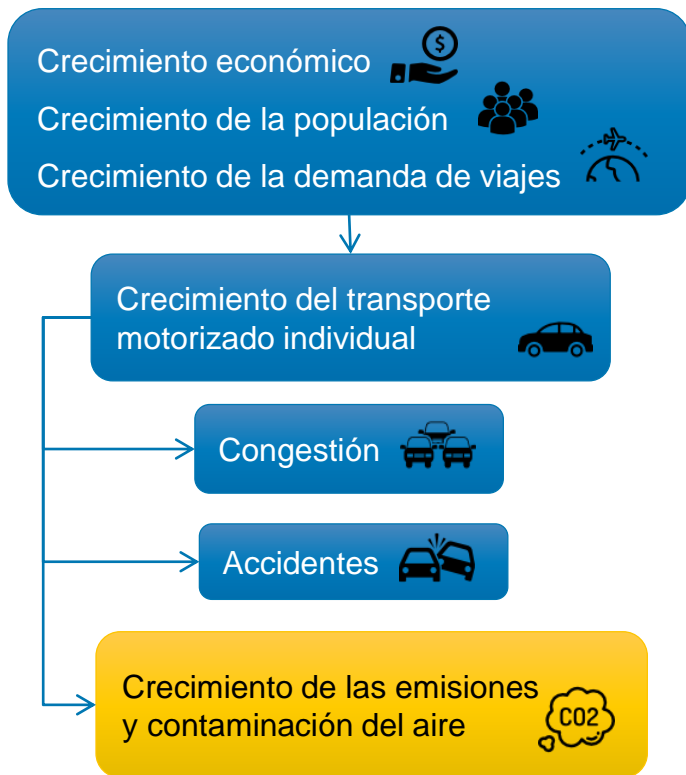 Crecimiento económico
$
Crecimiento de la populación
Crecimiento de la demanda de viajes
Crecimiento del transporte
motorizado individual
Congestión
Accidentes
Crecimiento de las emisiones
y contaminación del aire
CO2